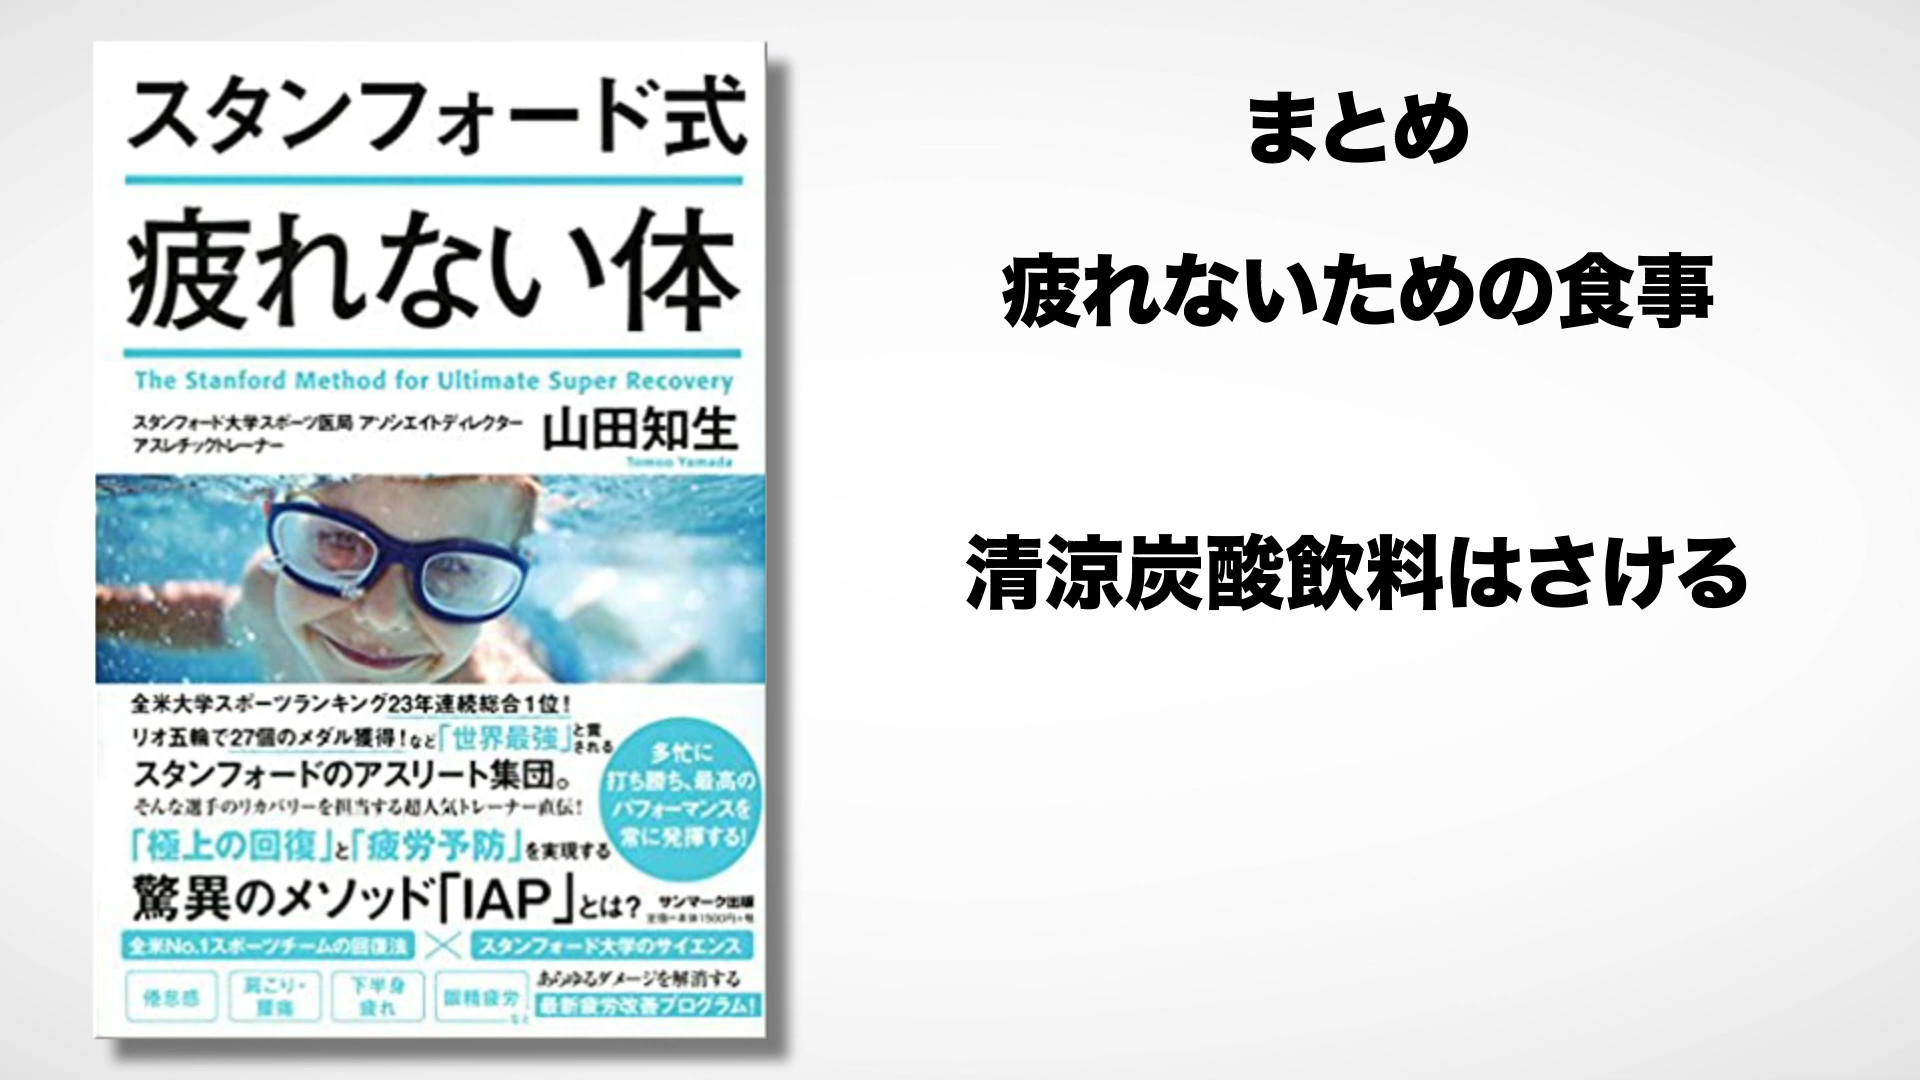 スタンフォード式
疲れない体
The Stanford Method for Ultimate Super Recovery
スタンフォード大学スポーツ医局 アソシエイトディレクター
アスレチックトレーナー
山田知生
Tomoo Yamada
全米大学スポーツランキング23年連続総合1位!
リオ五輪で27個のメダル獲得!など「世界最強」と賞される
スタンフォードのアスリート集団。
そんな選手のリカバリーを担当する超人気トレーナー直伝!
「極上の回復」と「疲労予防」を実現する
驚異のメソッド「IAP」とは?
サンマーク出版
定価=本体1500円+税
多忙に
打ち勝ち、最高の
パフォーマンスを
常に発揮する!
全米No.1スポーツチームの回復法
スタンフォード大学のサイエンス
倦怠感
肩こり・
腰痛
下半身
疲れ
眼精疲労
など
あらゆるダメージを解消する
最新疲労改善プログラム!
まとめ
疲れないための食事
清涼炭酸飲料はさける